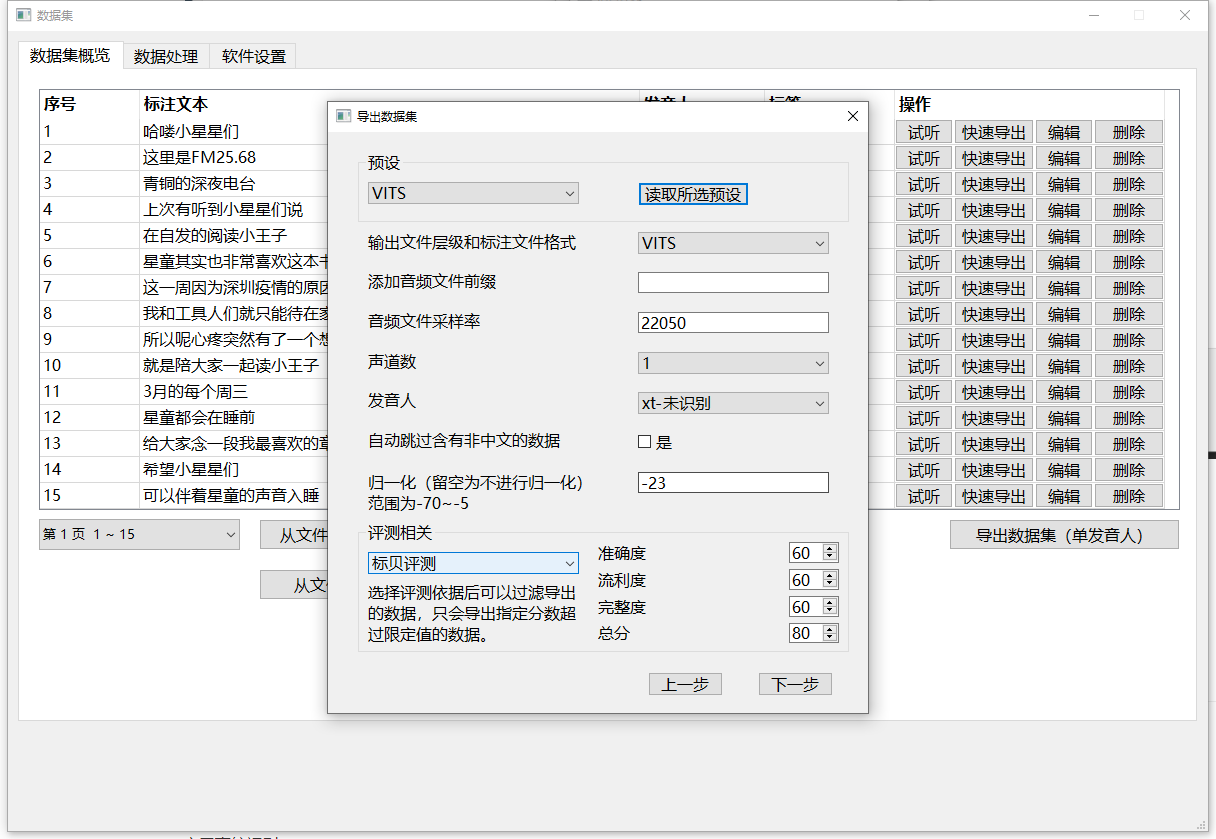 数据集
数据集概览 数据处理 软件设置
序号 标注文本 操作
1 哈喽小星星们 试听 快速导出 编辑 删除
2 这里是FM25.68 试听 快速导出 编辑 删除
3 青铜的深夜电台 试听 快速导出 编辑 删除
4 上次有听到小星星们说 试听 快速导出 编辑 删除
5 在自发的阅读小王子 试听 快速导出 编辑 删除
6 星童其实也非常喜欢这本 试听 快速导出 编辑 删除
7 这一周因为深圳疫情的原 试听 快速导出 编辑 删除
8 我和工具人们就只能待在 试听 快速导出 编辑 删除
9 所以呢心疼突然有了一个 试听 快速导出 编辑 删除
10 就是陪大家一起读小王子 试听 快速导出 编辑 删除
11 3月的每个周三 试听 快速导出 编辑 删除
12 星童都会在睡前 试听 快速导出 编辑 删除
13 给大家念一段我最喜欢的 试听 快速导出 编辑 删除
14 希望小星星们 试听 快速导出 编辑 删除
15 可以伴着星童的声音入睡 试听 快速导出 编辑 删除
第 1 页 1 ~ 15 从文件 导出数据集（单发音人）
从文
导出数据集
预设
VITS 读取所选预设
输出文件层级和标注文件格式 VITS
添加音频文件前缀
音频文件采样率 22050
声道数 1
发音人 xt-未识别
自动跳过含有非中文的数据 是
归一化（留空为不进行归一化） -23
范围为-70~-5
评测相关
标贝评测
选择评测依据后可以过滤导出
的数据，只会导出指定分数超
过限定值的数据。
准确度 60
流利度 60
完整度 60
总分 80
上一步 下一步